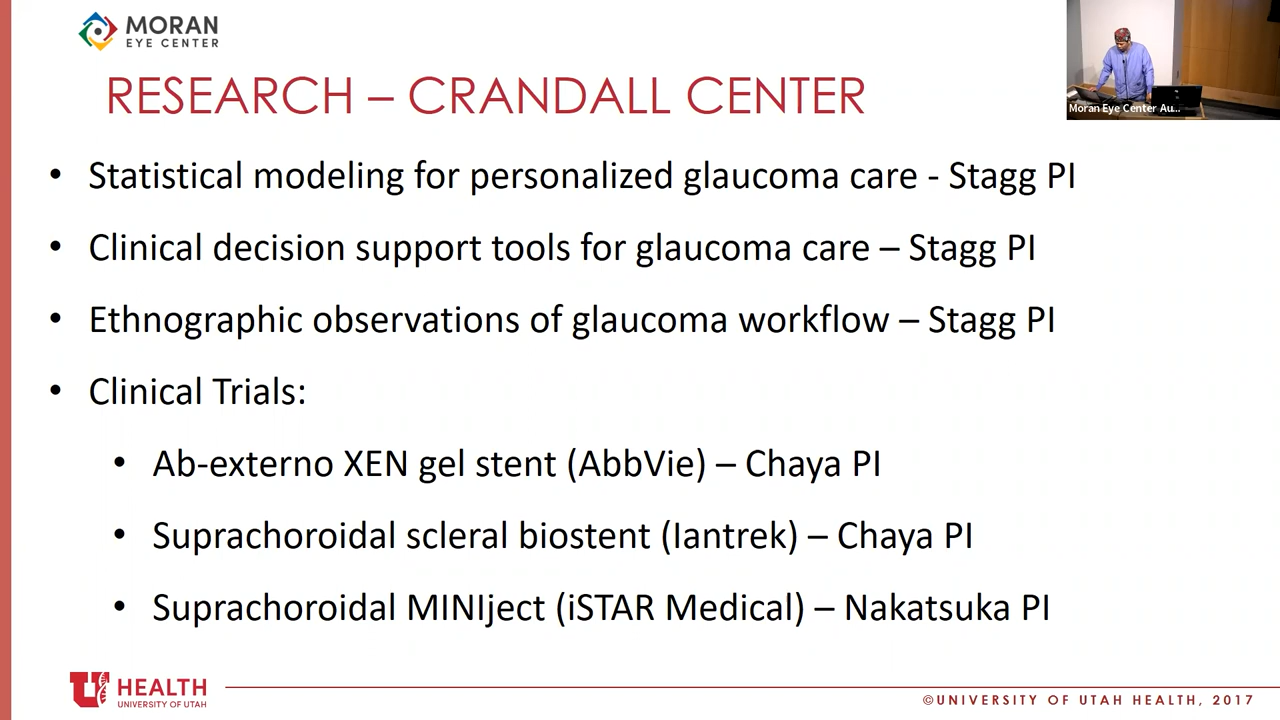 MORAN
EYE CENTER
RESEARCH – CRANDALL CENTER
Moran Eye Center Au...
• Statistical modeling for personalized glaucoma care - Stagg PI
• Clinical decision support tools for glaucoma care – Stagg PI
• Ethnographic observations of glaucoma workflow – Stagg PI
• Clinical Trials:
• Ab-externo XEN gel stent (AbbVie) – Chaya PI
• Suprachoroidal scleral biostent (Iantrek) – Chaya PI
• Suprachoroidal MINIject (iSTAR Medical) – Nakatsuka PI
U HEALTH
UNIVERSITY OF UTAH
©UNIVERSITY OF UTAH HEALTH, 2017